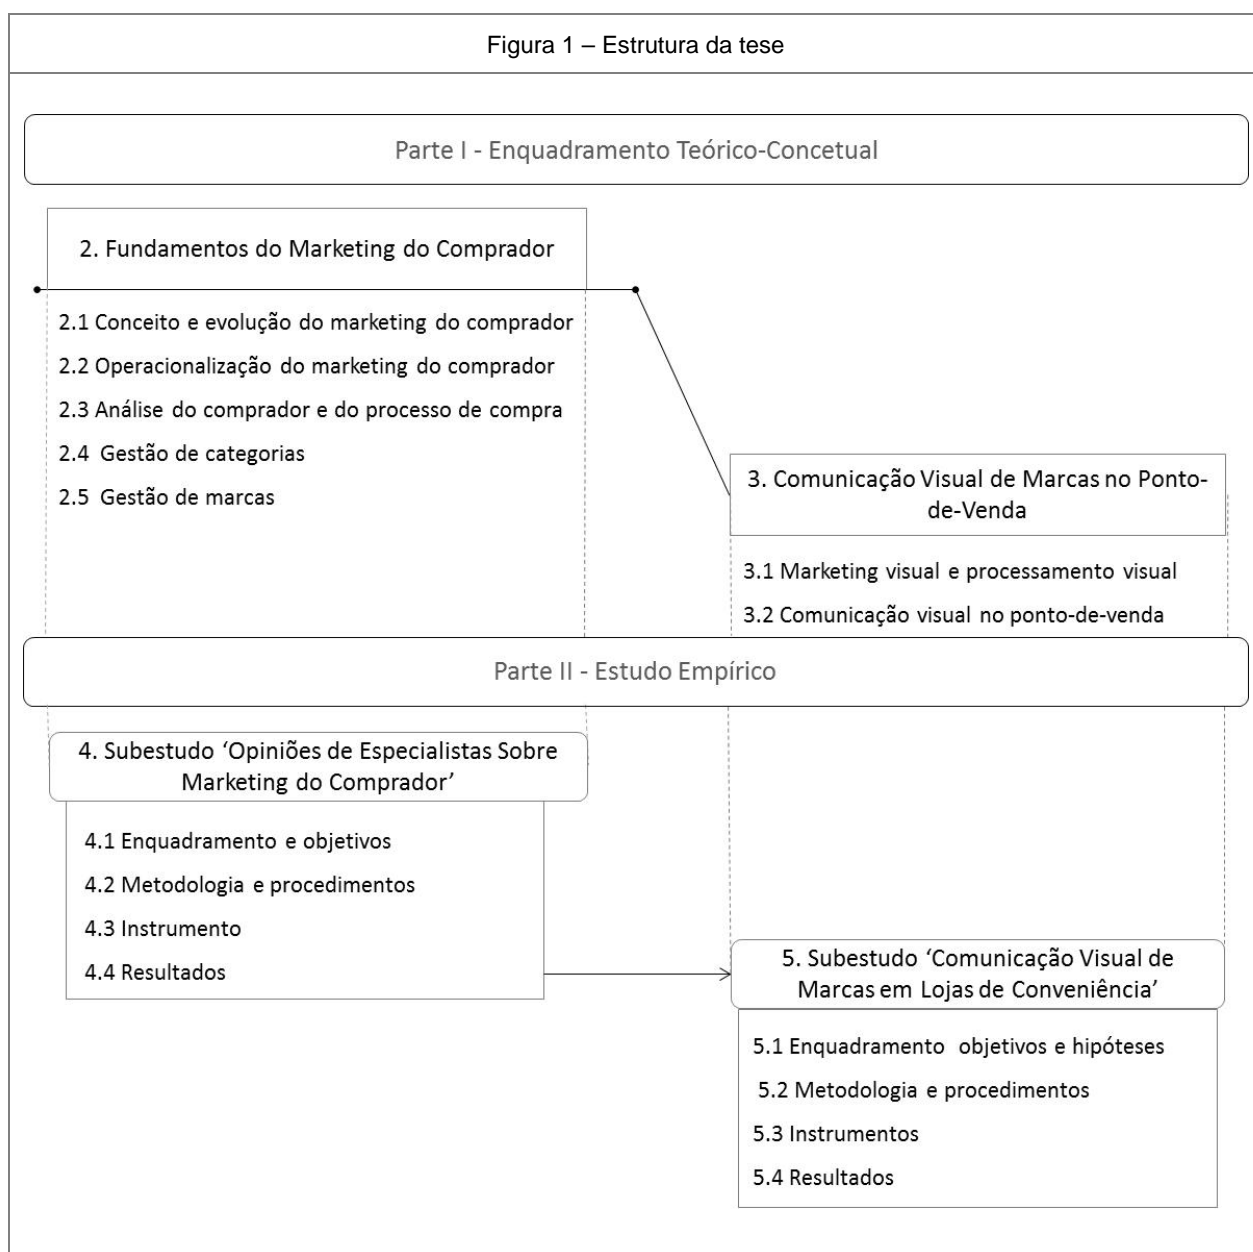 Figura 1 – Estrutura da tese
Parte I - Enquadramento Teórico-Concetual
2. Fundamentos do Marketing do Comprador
2.1 Conceito e evolução do marketing do comprador
2.2 Operacionalização do marketing do comprador
2.3 Análise do comprador e do processo de compra
2.4 Gestão de categorias
2.5 Gestão de marcas
3. Comunicação Visual de Marcas no Ponto-
de-Venda
3.1 Marketing visual e processamento visual
3.2 Comunicação visual no ponto-de-venda
Parte II - Estudo Empírico
4. Subestudo ‘Opiniões de Especialistas Sobre
Marketing do Comprador’
4.1 Enquadramento e objetivos
4.2 Metodologia e procedimentos
4.3 Instrumento
4.4 Resultados
5. Subestudo ‘Comunicação Visual de
Marcas em Lojas de Conveniência’
5.1 Enquadramento objetivos e hipóteses
5.2 Metodologia e procedimentos
5.3 Instrumentos
5.4 Resultados